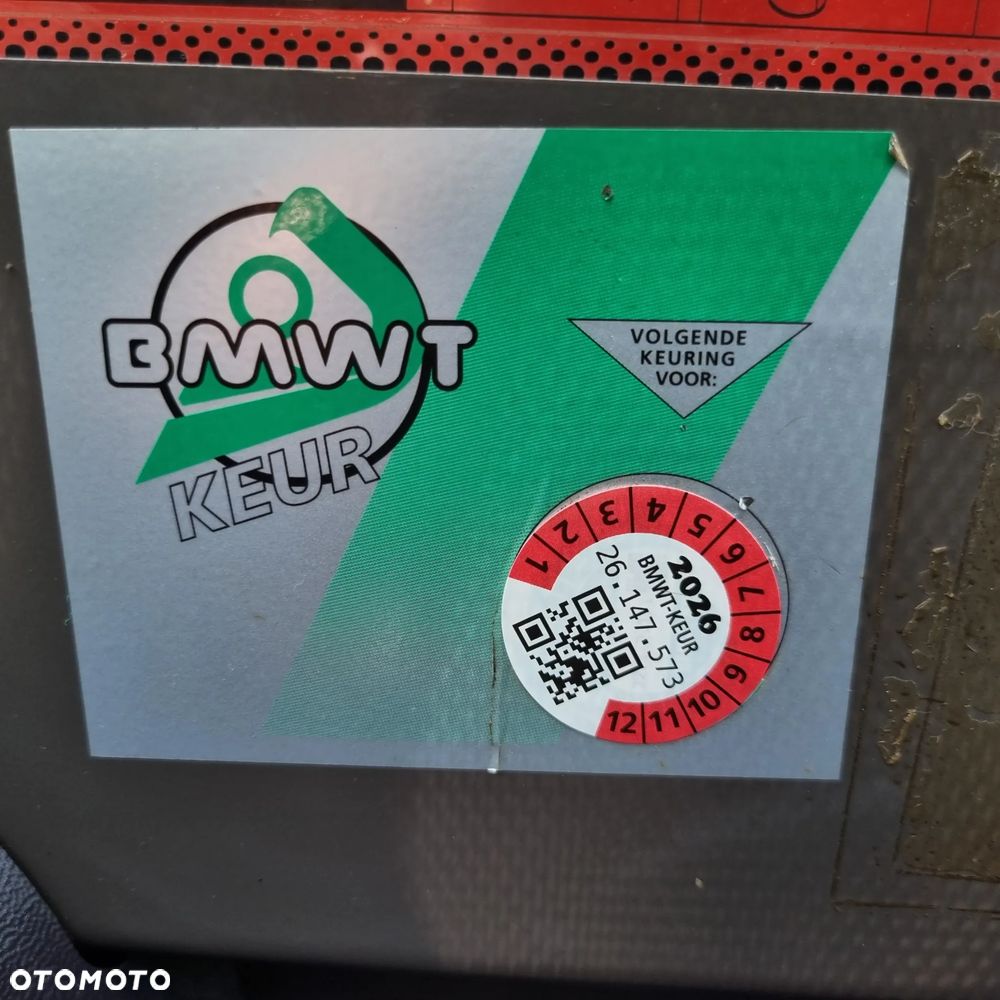 BMWT
KEUR
VOLGENDE
KEURING
VOOR:
1 2 3 4 5 6 7 8 9 10 11 12
2026
BMWT-KEUR
26.147.573
OTOMOTO